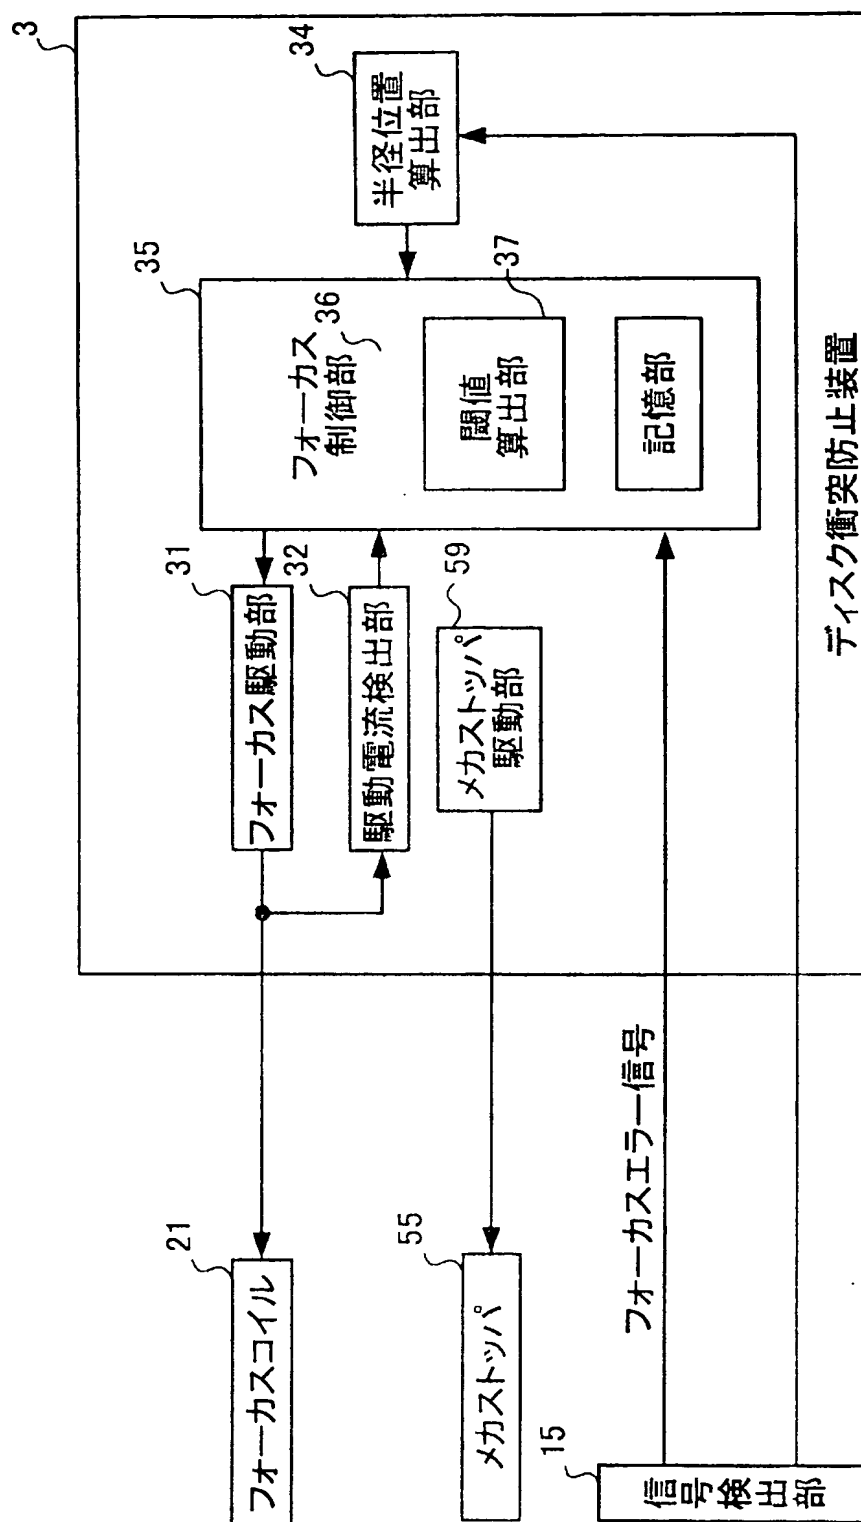 3
34
半径位置
算出部
35
フォーカス
制御部
36
37
閾値
算出部
記憶部
31
フォーカス駆動部
32
駆動電流検出部
59
メカストッパ
駆動部
ディスク衝突防止装置
21
フォーカスコイル
55
メカストッパ
フォーカスエラー信号
15
信号検出部